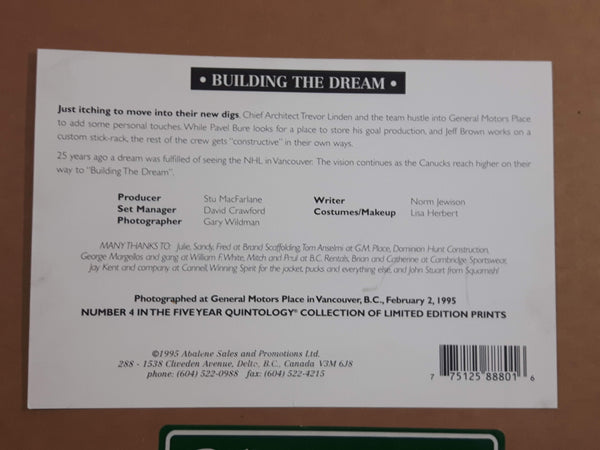 • BUILDING THE DREAM •
Just itching to move into their new digs, Chief Architect Trevor Linden and the team hustle into General Motors Place
to add some personal touches. While Pavel Bure looks for a place to store his goal production, and Jeff Brown works on a
custom stick-rack, the rest of the crew gets "constructive" in their own ways.
25 years ago a dream was fulfilled of seeing the NHL in Vancouver. The vision continues as the Canucks reach higher on their
way to "Building The Dream".
Producer Stu MacFarlane Writer Norm Jewison
Set Manager David Crawford Costumes/Makeup Lisa Herbert
Photographer Gary Wildman
MANY THANKS TO: Julie, Sandy, Fred at Brand Scaffolding, Tom Anselmi at G.M. Place, Dominion Hunt Construction,
George Margellos and gang at William F. White, Mitch and Paul at B.C. Rentals, Brian and Catherine at Cambridge Sportswear,
Jay Kent and company at Cannell, Winning Spirit for the jacket, pucks and everything else, and John Stuart from Squamish!
Photographed at General Motors Place in Vancouver, B.C., February 2, 1995
NUMBER 4 IN THE FIVE YEAR QUINTOLOGY® COLLECTION OF LIMITED EDITION PRINTS
©1995 Abalene Sales and Promotions Ltd.
288 - 1538 Cliveden Avenue, Delta, B.C., Canada V3M 6J8
phone: (604) 522-0988 fax: (604) 522-4215
7 75125 88801 6